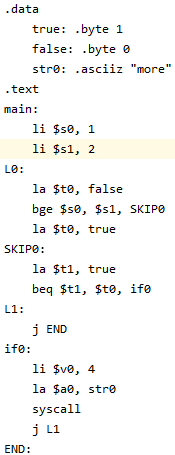 .data
    true: .byte 1
    false: .byte 0
    str0: .asciiz "more"
.text
main:
    li $s0, 1
    li $s1, 2
L0:
    la $t0, false
    bge $s0, $s1, SKIP0
    la $t0, true
SKIP0:
    la $t1, true
    beq $t1, $t0, if0
L1:
    j END
if0:
    li $v0, 4
    la $a0, str0
    syscall
    j L1
END: